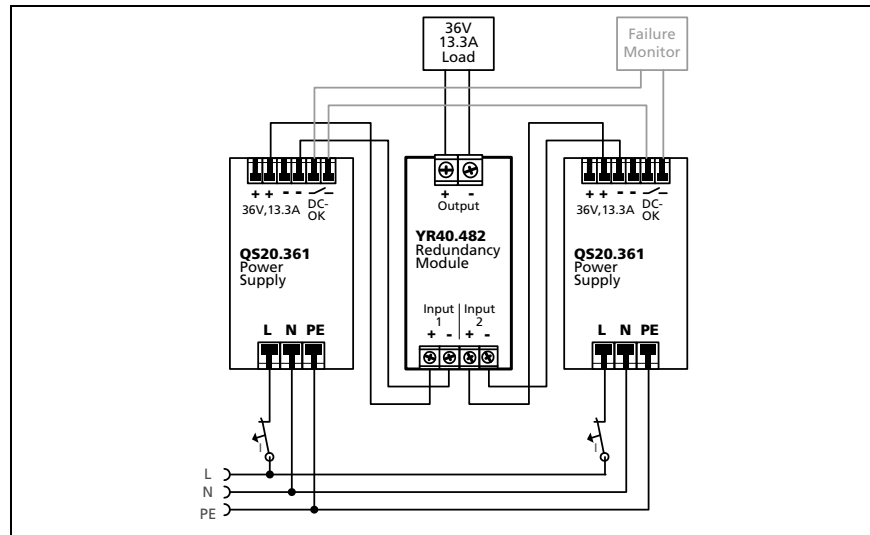 36V
13.3A
Load
Failure
Monitor
+ + - -
36V,13.3A
DC-
OK
QS20.361
Power
Supply
L N PE
+ -
Output
YR40.482
Redundancy
Module
Input
1
Input
2
+ - + -
+ + - -
36V,13.3A
DC-
OK
QS20.361
Power
Supply
L N PE
I
I
L
N
PE